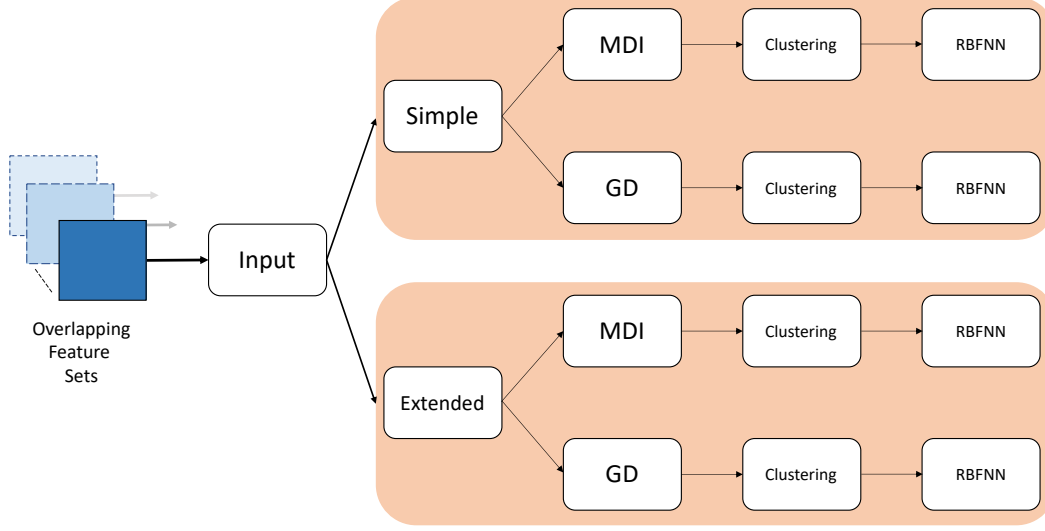 MDI
Clustering
RBFNN
Simple
GD
Clustering
RBFNN
Input
Overlapping
Feature
Sets
MDI
Clustering
RBFNN
Extended
GD
Clustering
RBFNN